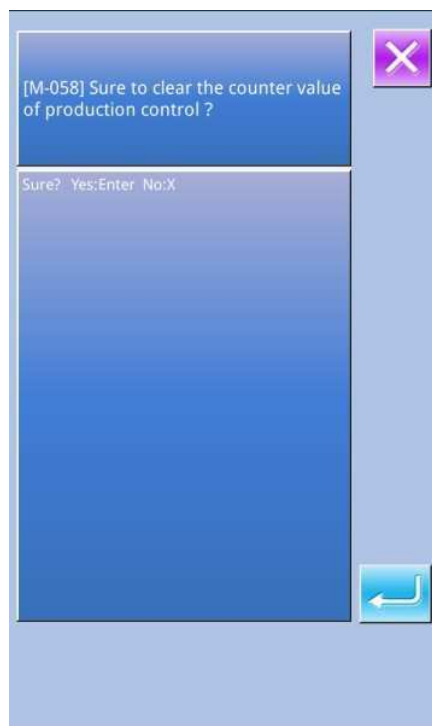 [M-058] Sure to clear the counter value
of production control ?
Sure? Yes:Enter No:X